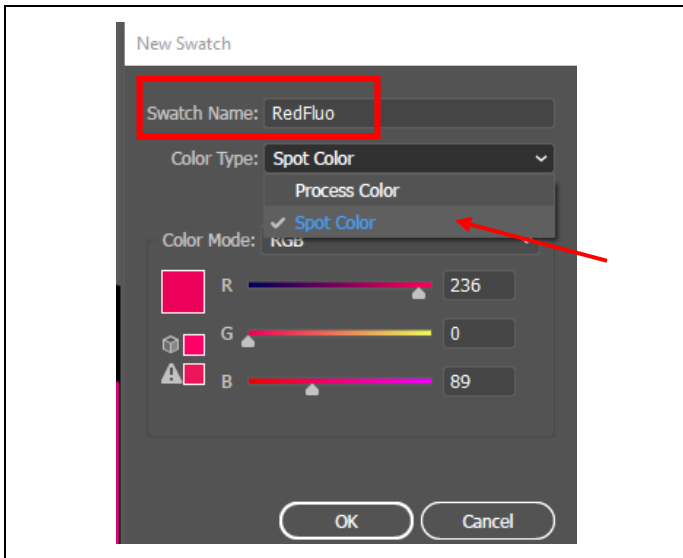 New Swatch
Swatch Name: RedFluo
Color Type: Spot Color
Process Color
Spot Color
Color Mode: RGB
R 236
G 0
B 89
OK Cancel